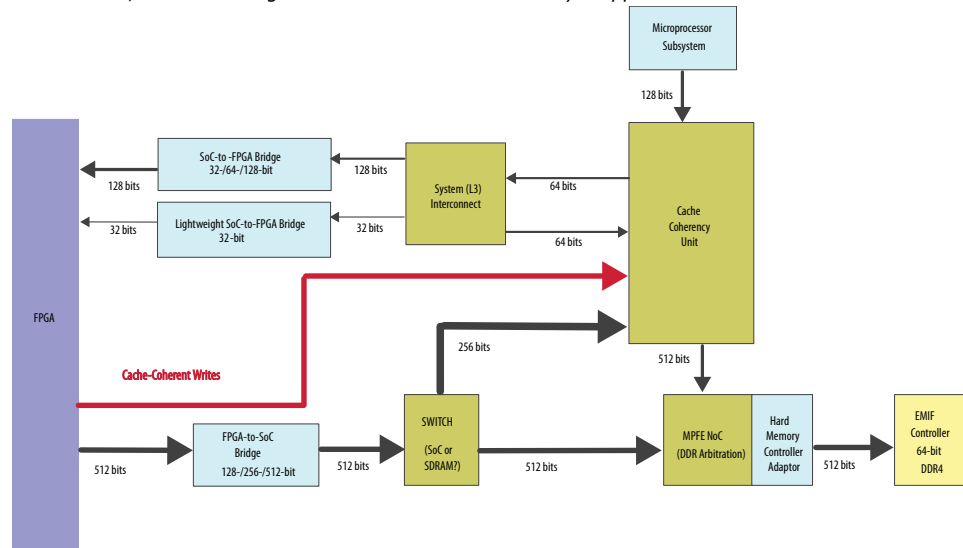 Microprocessor
Subsystem
128 bits
SoC-to -FPGA Bridge
32-/64-/128-bit
128 bits
128 bits
System (L3)
Interconnect
64 bits
Lightweight SoC-to-FPGA Bridge
32-bit
32 bits
32 bits
64 bits
Cache
Coherency
Unit
FPGA
256 bits
512 bits
Cache-Coherent Writes
FPGA-to-SoC
Bridge
128-/256-/512-bit
512 bits
512 bits
SWITCH
(SoC or
SDRAM?)
512 bits
MPFE NoC
(DDR Arbitration)
Hard
Memory
Controller
Adaptor
512 bits
EMIF
Controller
64-bit
DDR4